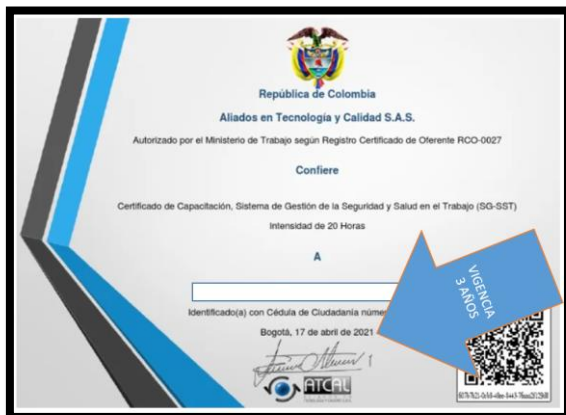 República de Colombia
Aliados en Tecnología y Calidad S.A.S.
Autorizado por el Ministerio de Trabajo según Registro Certificado de Oferente RCO-0027
Confiere
Certificado de Capacitación, Sistema de Gestión de la Seguridad y Salud en el Trabajo (SG-SST)
Intensidad de 20 Horas
A
Identificado(a) con Cédula de Ciudadanía
Bogotá, 17 de abril de 2021
VIGENCIA
3 AÑOS
ATCAL